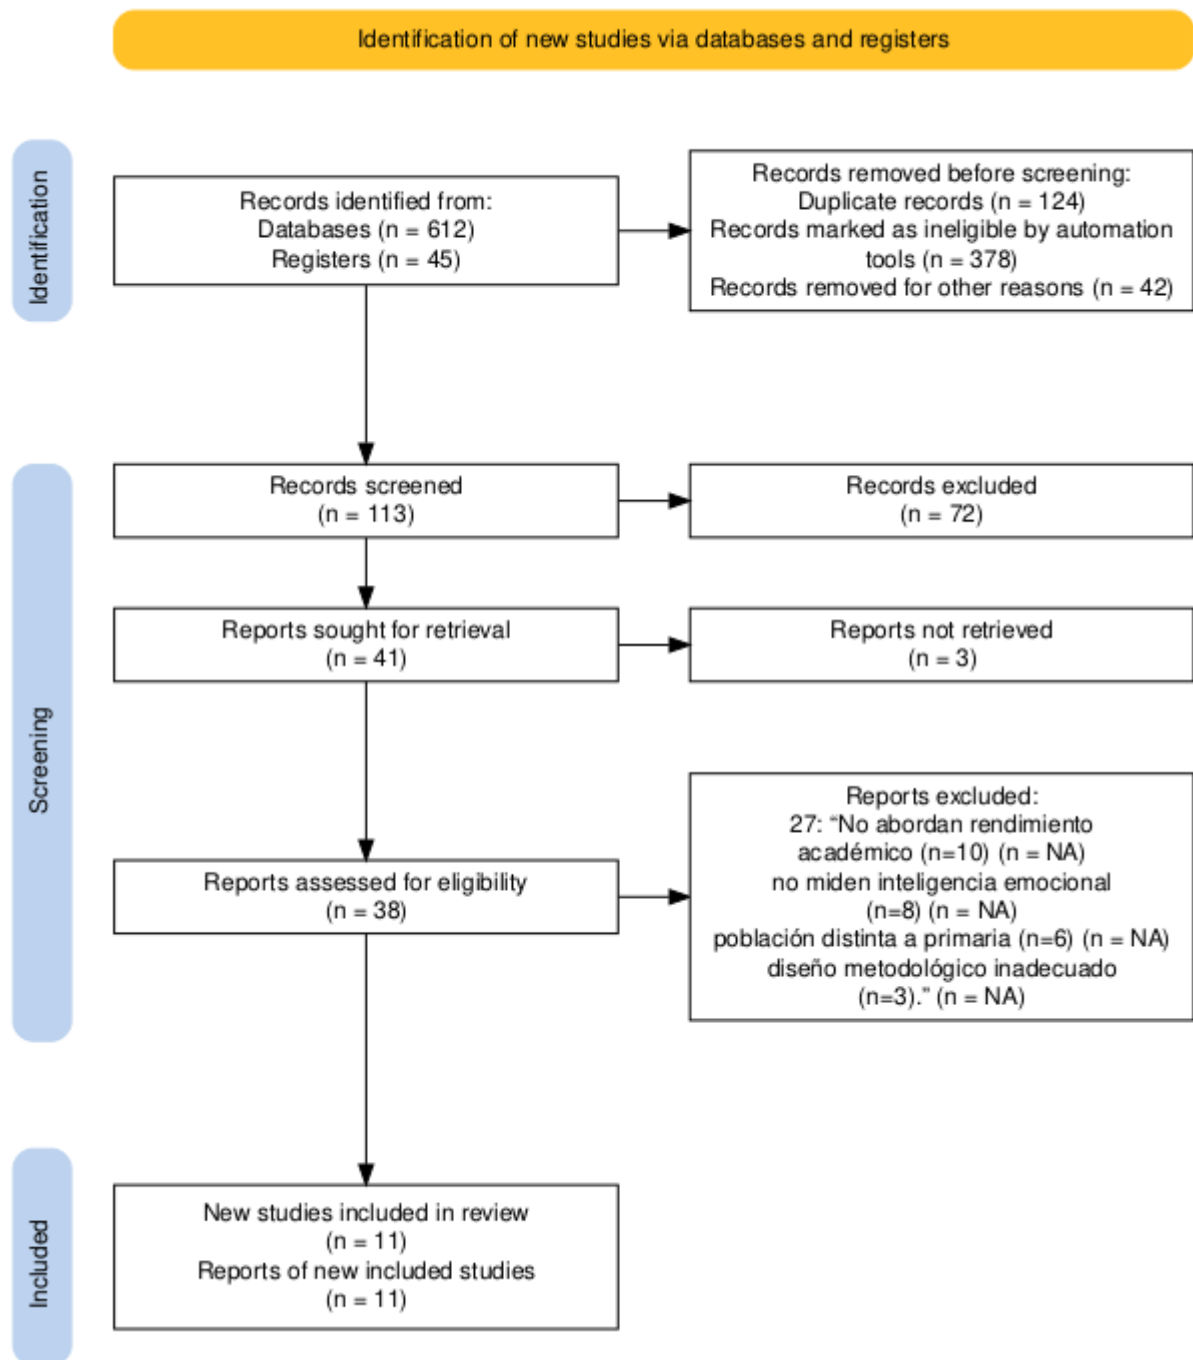 Identification of new studies via databases and registers
Identification
Records identified from:
Databases (n = 612)
Registers (n = 45)
Records removed before screening:
Duplicate records (n = 124)
Records marked as ineligible by automation
tools (n = 378)
Records removed for other reasons (n = 42)
Screening
Records screened
(n = 113)
Records excluded
(n = 72)
Reports sought for retrieval
(n = 41)
Reports not retrieved
(n = 3)
Reports assessed for eligibility
(n = 38)
Reports excluded:
27: “No abordan rendimiento
académico (n=10) (n = NA)
no miden inteligencia emocional
(n=8) (n = NA)
población distinta a primaria (n=6) (n = NA)
diseño metodológico inadecuado
(n=3).” (n = NA)
Included
New studies included in review
(n = 11)
Reports of new included studies
(n = 11)